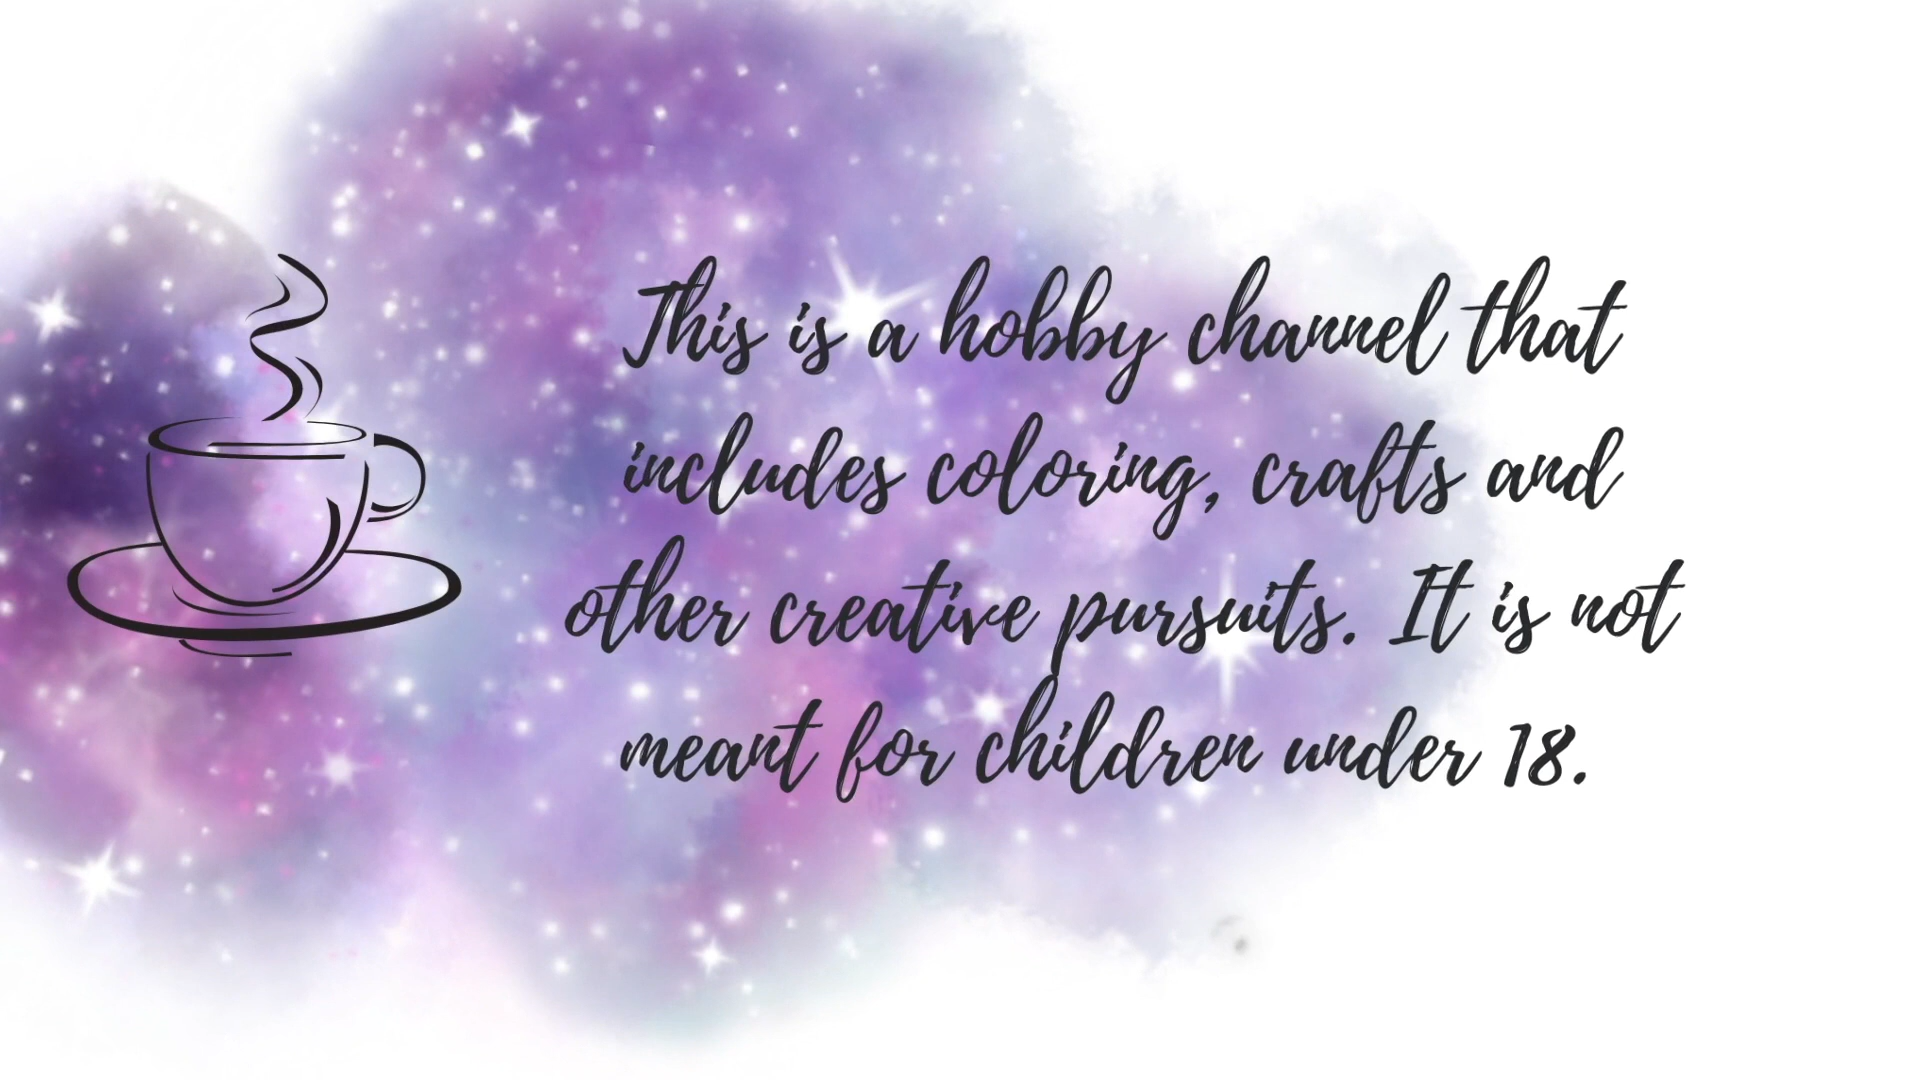 This is a hobby channel that
includes coloring, crafts and
other creative pursuits. It is not
meant for children under 18.